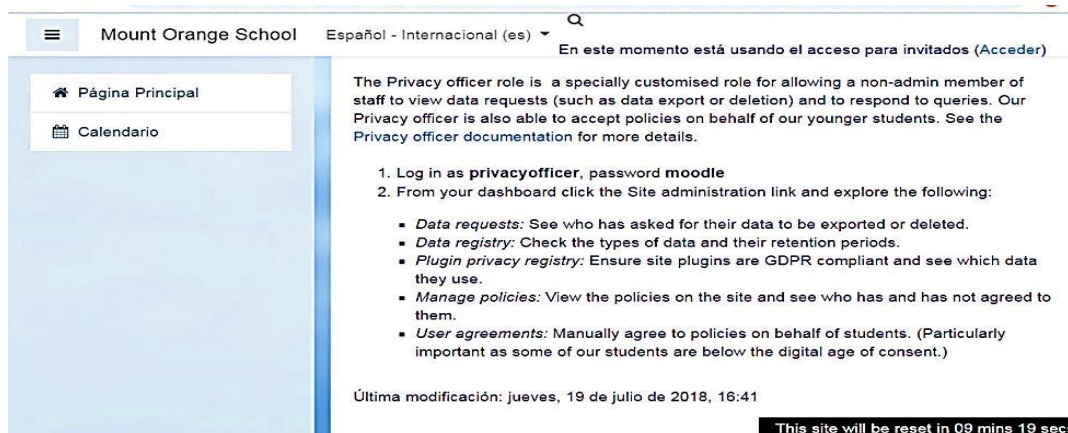 Mount Orange School Español - Internacional (es)
En este momento está usando el acceso para invitados (Acceder)
Página Principal
Calendario
The Privacy officer role is a specially customised role for allowing a non-admin member of
staff to view data requests (such as data export or deletion) and to respond to queries. Our
Privacy officer is also able to accept policies on behalf of our younger students. See the
Privacy officer documentation for more details.
1. Log in as privacyofficer, password moodle
2. From your dashboard click the Site administration link and explore the following:
▪ Data requests: See who has asked for their data to be exported or deleted.
▪ Data registry: Check the types of data and their retention periods.
▪ Plugin privacy registry: Ensure site plugins are GDPR compliant and see which data
they use.
▪ Manage policies: View the policies on the site and see who has and has not agreed to
them.
▪ User agreements: Manually agree to policies on behalf of students. (Particularly
important as some of our students are below the digital age of consent.)
Última modificación: jueves, 19 de julio de 2018, 16:41
This site will be reset in 09 mins 19 secs